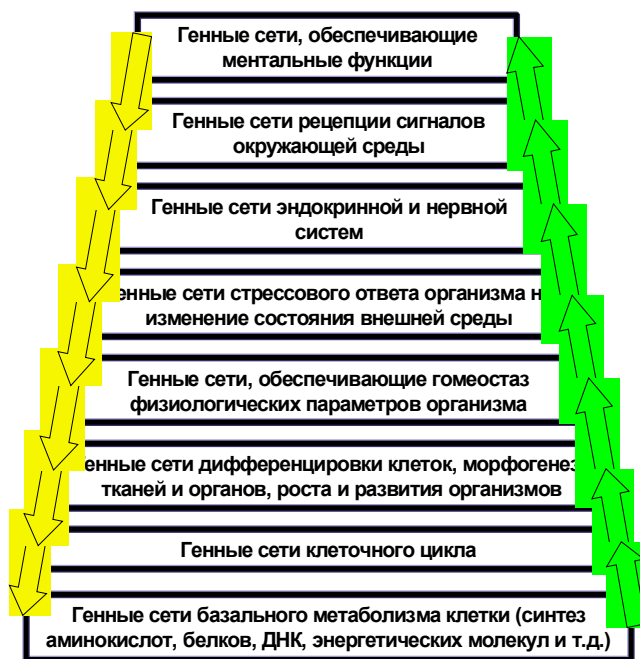 Генные сети, обеспечивающие
ментальные функции
Генные сети рецепции сигналов
окружающей среды
Генные сети эндокринной и нервной
систем
енные сети стрессового ответа организма н
изменение состояния внешней среды
Генные сети, обеспечивающие гомеостаз
физиологических параметров организма
енные сети дифференцировки клеток, морфогенез
тканей и органов, роста и развития организмов
Генные сети клеточного цикла
Генные сети базального метаболизма клетки (синтез
аминокислот, белков, ДНК, энергетических молекул и т.д.)